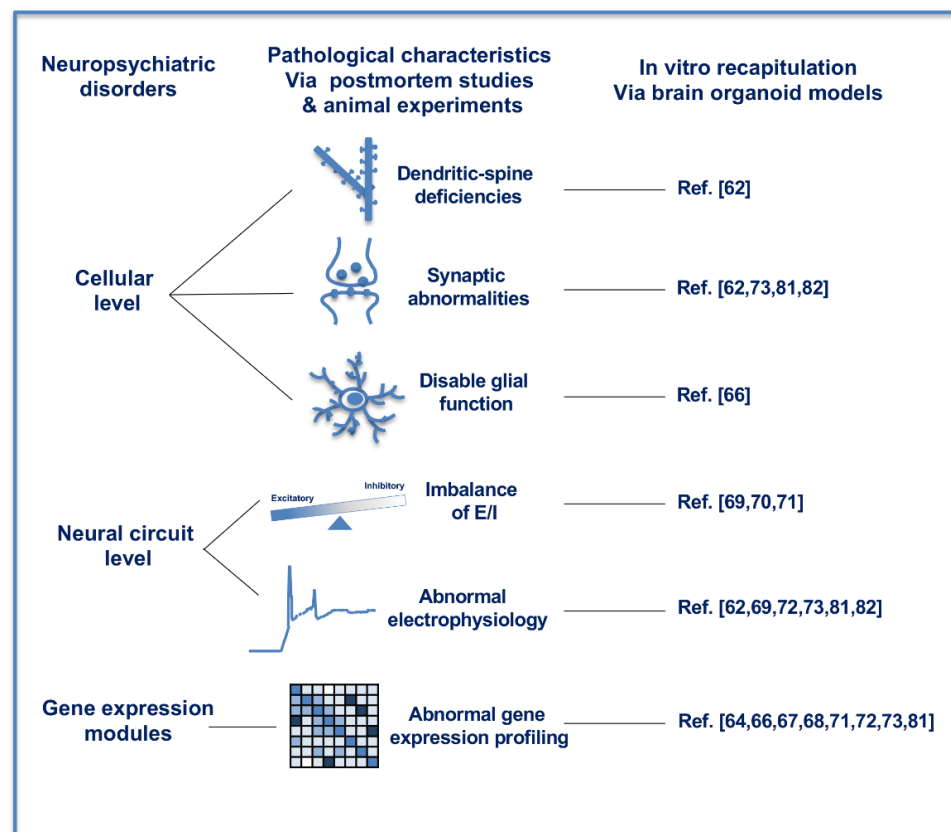 Neuropsychiatric
disorders
Pathological characteristics
Via postmortem studies
& animal experiments
In vitro recapitulation
Via brain organoid models
Cellular
level
Dendritic-spine
deficiencies
Ref. [62]
Synaptic
abnormalities
Ref. [62,73,81,82]
Disable glial
function
Ref. [66]
Neural circuit
level
Excitatory
Inhibitory
Imbalance
of E/I
Ref. [69,70,71]
Abnormal
electrophysiology
Ref. [62,69,72,73,81,82]
Gene expression
modules
Abnormal gene
expression profiling
Ref. [64,66,67,68,71,72,73,81]